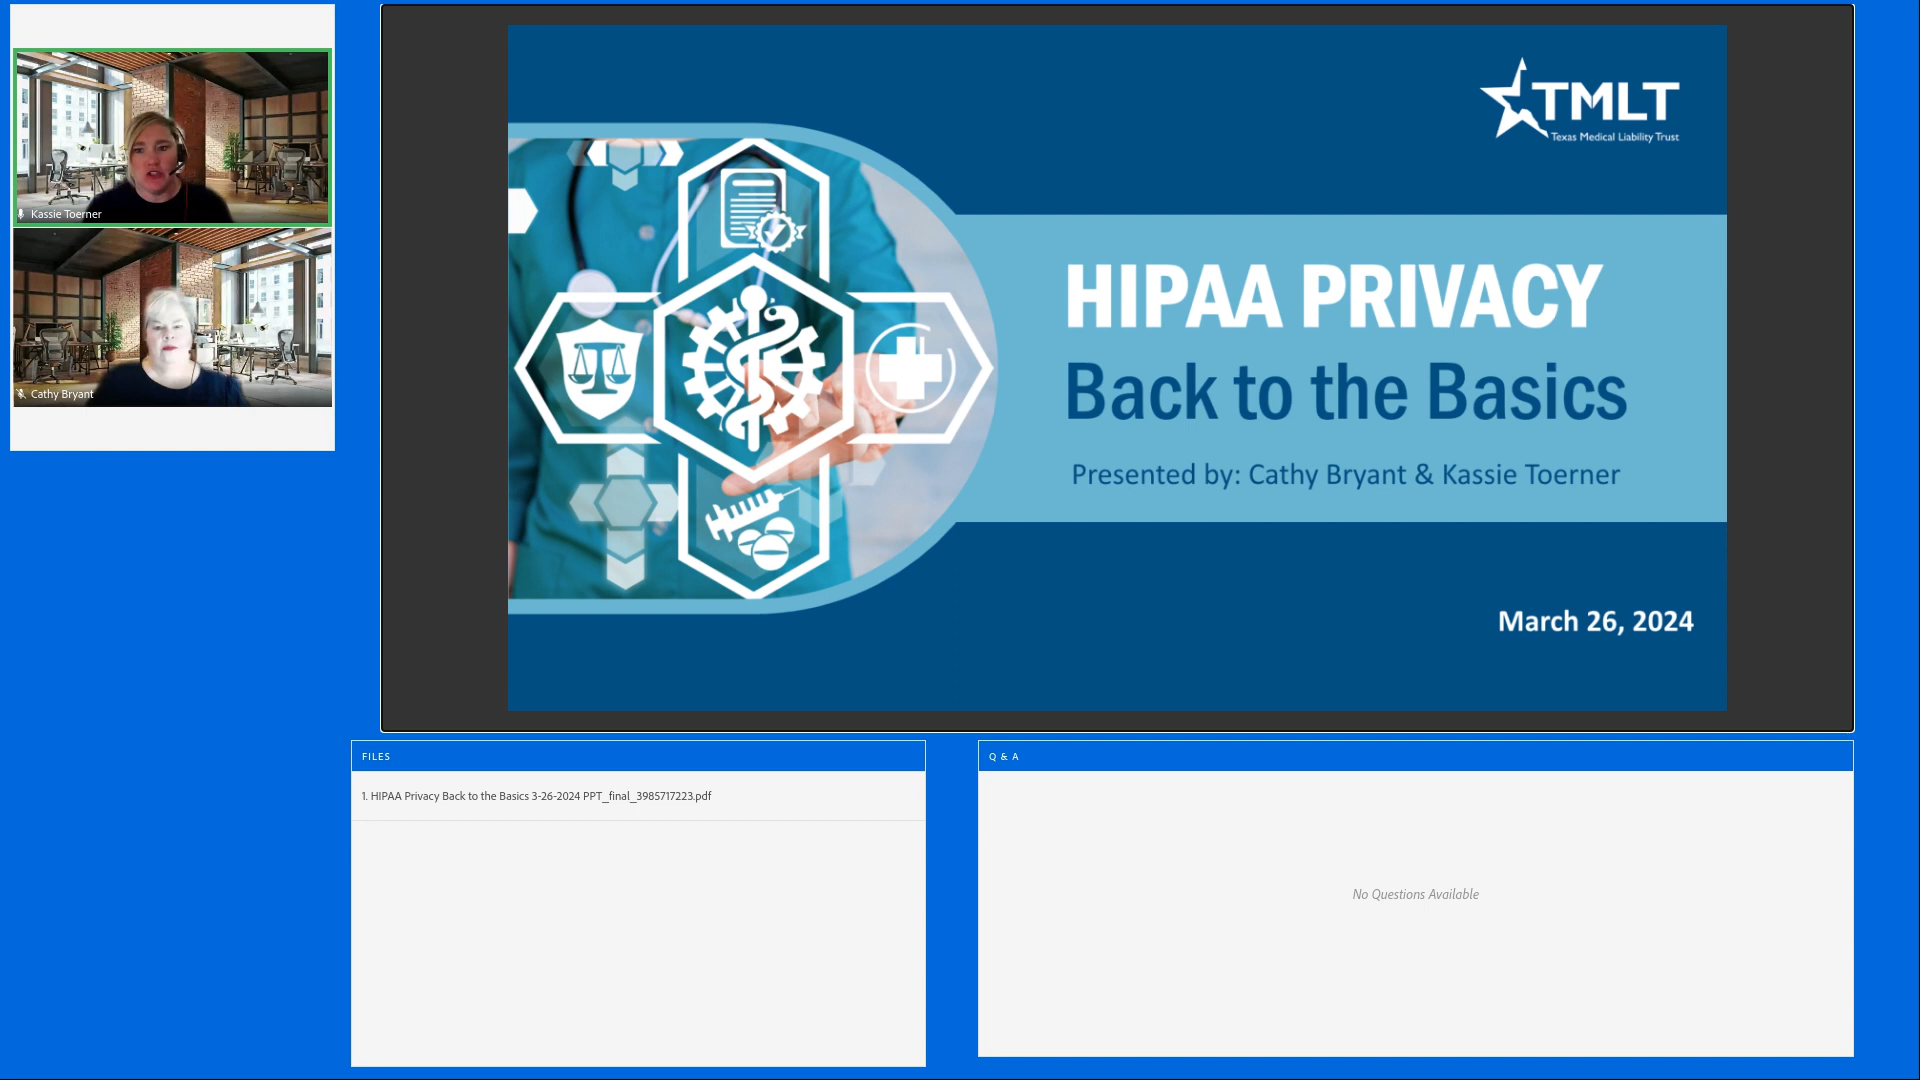 Kassie Toerner
Cathy Bryant
TMLT
Texas Medical Liability Trust
HIPAA PRIVACY
Back to the Basics
Presented by: Cathy Bryant & Kassie Toerner
March 26, 2024
FILES
1. HIPAA Privacy Back to the Basics 3-26-2024 PPT_final_3985717223.pdf
Q & A
No Questions Available